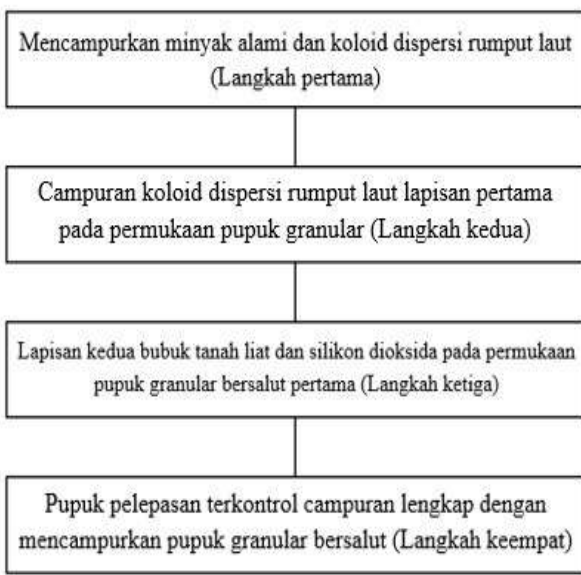 Mencampurkan minyak alami dan koloid dispersi rumput laut
(Langkah pertama)
Campuran koloid dispersi rumput laut lapisan pertama
pada permukaan pupuk granular (Langkah kedua)
Lapisan kedua bubuk tanah liat dan silikon dioksida pada permukaan
pupuk granular bersalut pertama (Langkah ketiga)
Pupuk pelepasan terkontrol campuran lengkap dengan
mencampurkan pupuk granular bersalut (Langkah keempat)